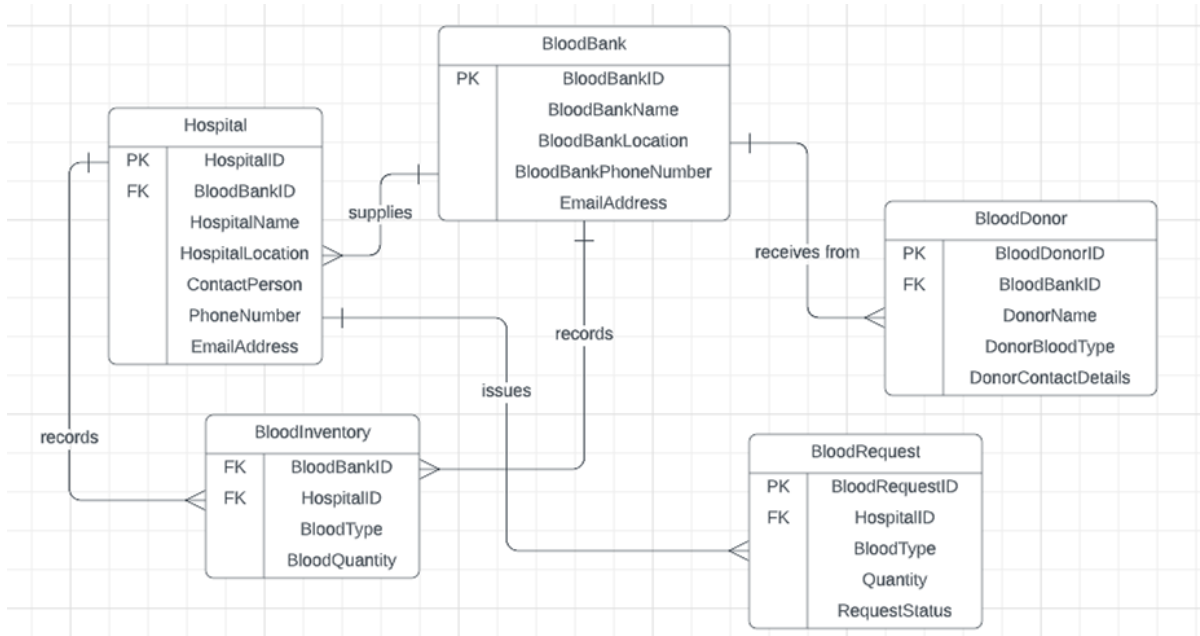 BloodBank
PK BloodBankID
BloodBankName
BloodBankLocation
BloodBankPhoneNumber
EmailAddress
Hospital
PK HospitalID
FK BloodBankID
HospitalName
HospitalLocation
ContactPerson
PhoneNumber
EmailAddress
supplies
receives from
BloodDonor
PK BloodDonorID
FK BloodBankID
DonorName
DonorBloodType
DonorContactDetails
records
issues
records
BloodInventory
FK BloodBankID
FK HospitalID
BloodType
BloodQuantity
BloodRequest
PK BloodRequestID
FK HospitalID
BloodType
Quantity
RequestStatus